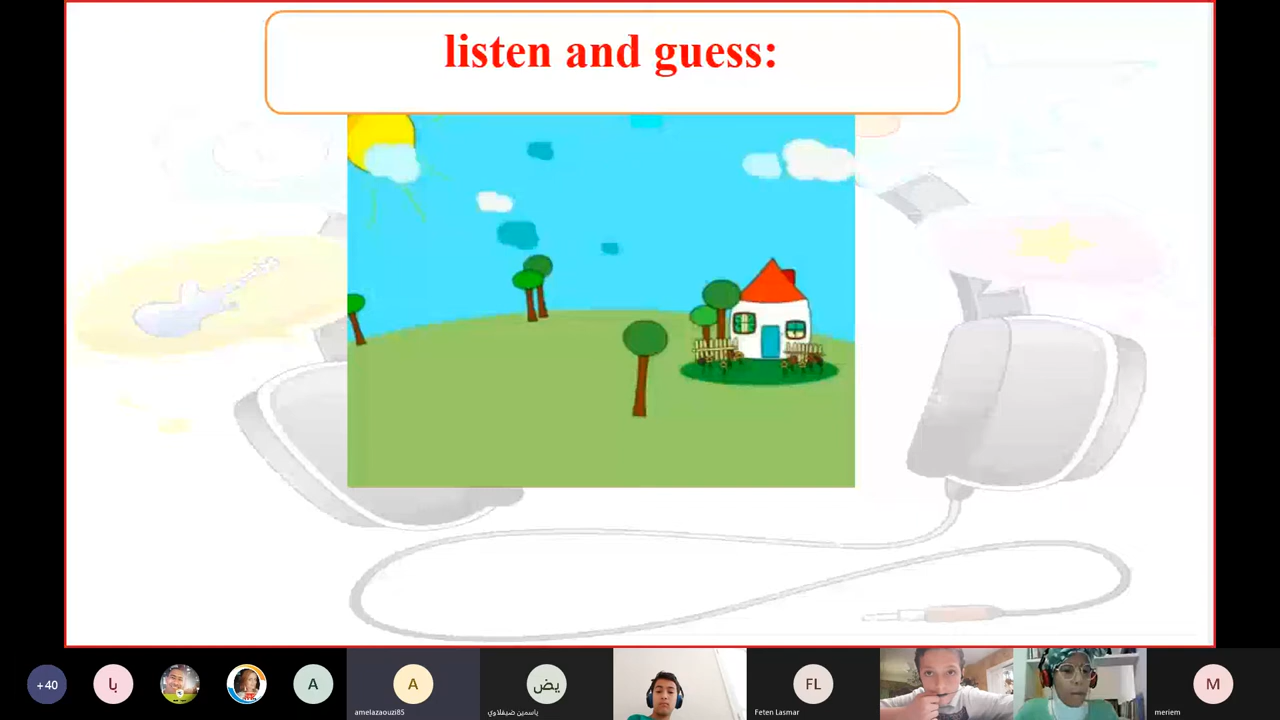 listen and guess:
+40
با
A
A
amelazaouzi85
يض
ياسمين ضيفلاوي
FL
Feten Lasmar
M
meriem